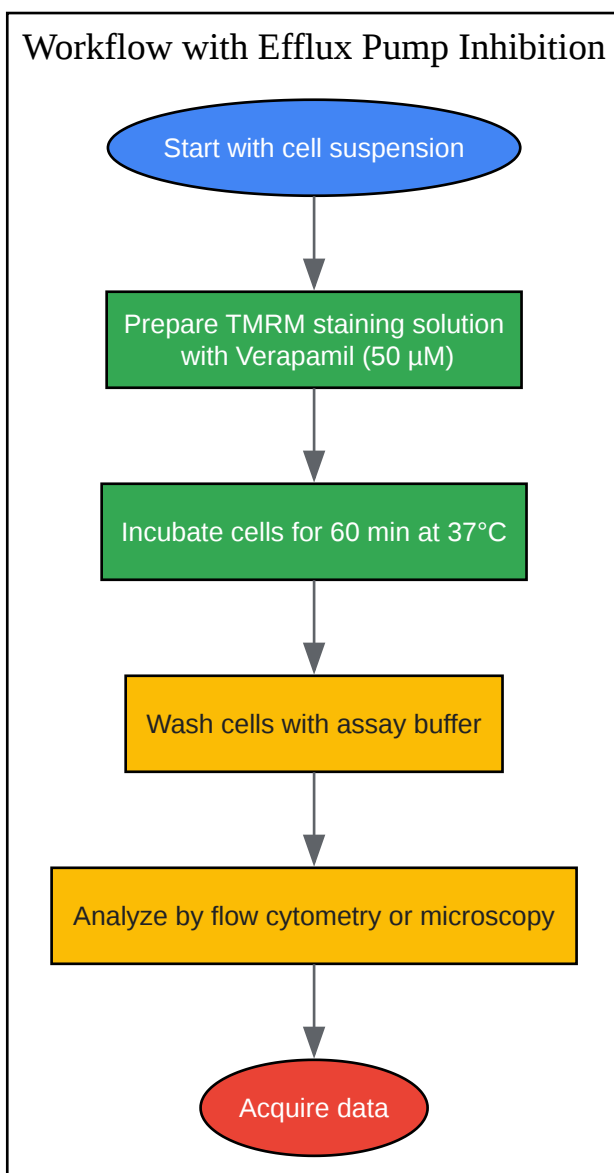 Workflow with Efflux Pump Inhibition
Start with cell suspension
Prepare TMRM staining solution
with Verapamil (50 µM)
Incubate cells for 60 min at 37°C
Wash cells with assay buffer
Analyze by flow cytometry or microscopy
Acquire data